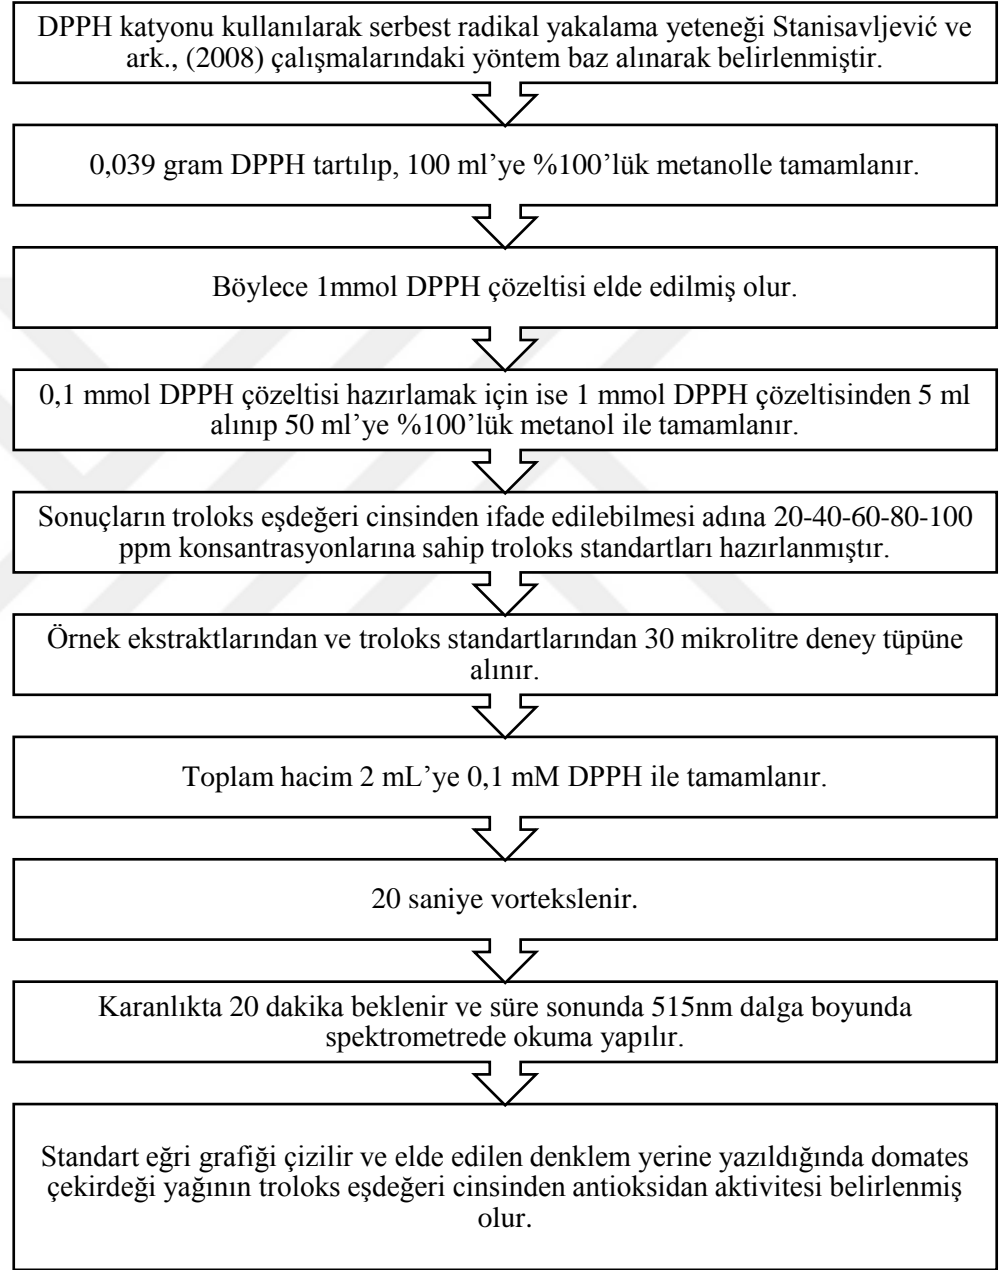 DPPH katyonu kullanılarak serbest radikal yakalama yeteneği Stanisavljević ve
ark., (2008) çalışmalarındaki yöntem baz alınarak belirlenmiştir.
0,039 gram DPPH tartılıp, 100 ml’ye %100’lük metanolle tamamlanır.
Böylece 1mmol DPPH çözeltisi elde edilmiş olur.
0,1 mmol DPPH çözeltisi hazırlamak için ise 1 mmol DPPH çözeltisinden 5 ml
alınıp 50 ml’ye %100’lük metanol ile tamamlanır.
Sonuçların troloks eşdeğeri cinsinden ifade edilebilmesi adına 20-40-60-80-100
ppm konsantrasyonlarına sahip troloks standartları hazırlanmıştır.
Örnek ekstraktlarından ve troloks standartlarından 30 mikrolitre deney tüpüne
alınır.
Toplam hacim 2 mL’ye 0,1 mM DPPH ile tamamlanır.
20 saniye vortekslenir.
Karanlıkta 20 dakika beklenir ve süre sonunda 515nm dalga boyunda
spektrometrede okuma yapılır.
Standart eğri grafiği çizilir ve elde edilen denklem yerine yazıldığında domates
çekirdeği yağının troloks eşdeğeri cinsinden antioksidan aktivitesi belirlenmiş
olur.